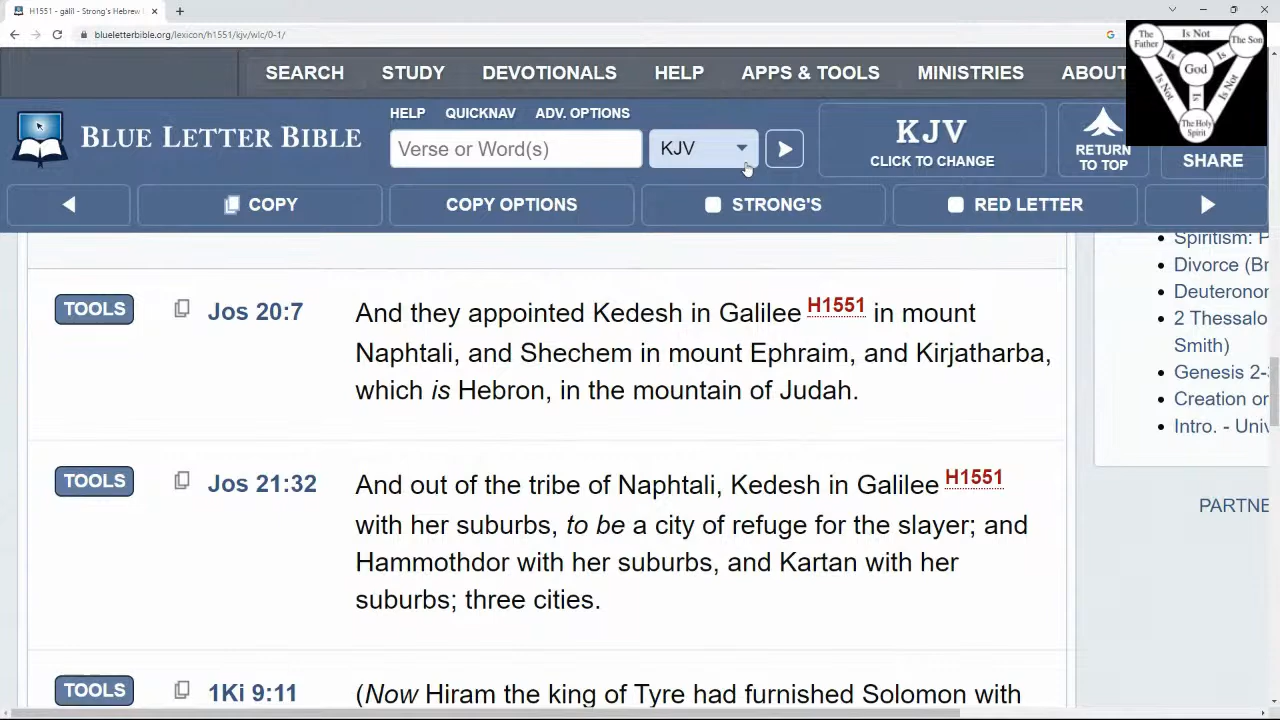 H1551 - gālîl - Strong's Hebrew
blueletterbible.org/lexicon/h1551/kjv/wlc/0-1/
SEARCH STUDY DEVOTIONALS HELP APPS & TOOLS MINISTRIES ABOUT
The Father Is Not The Son
Is Is
God
Is Not Is Is Not
The Holy Spirit
HELP QUICKNAV ADV. OPTIONS
BLUE LETTER BIBLE
Verse or Word(s) KJV
KJV
CLICK TO CHANGE
RETURN TO TOP
SHARE
COPY COPY OPTIONS STRONG'S RED LETTER
Spiritism:
Divorce (Br
Deuteronor
2 Thessalo
Smith)
Genesis 2-
Creation or
Intro. - Univ
PARTNE
TOOLS Jos 20:7 And they appointed Kedesh in Galilee H1551 in mount
Naphtali, and Shechem in mount Ephraim, and Kirjatharba,
which is Hebron, in the mountain of Judah.
TOOLS Jos 21:32 And out of the tribe of Naphtali, Kedesh in Galilee H1551
with her suburbs, to be a city of refuge for the slayer; and
Hammothdor with her suburbs, and Kartan with her
suburbs; three cities.
TOOLS 1Ki 9:11 (Now Hiram the king of Tyre had furnished Solomon with